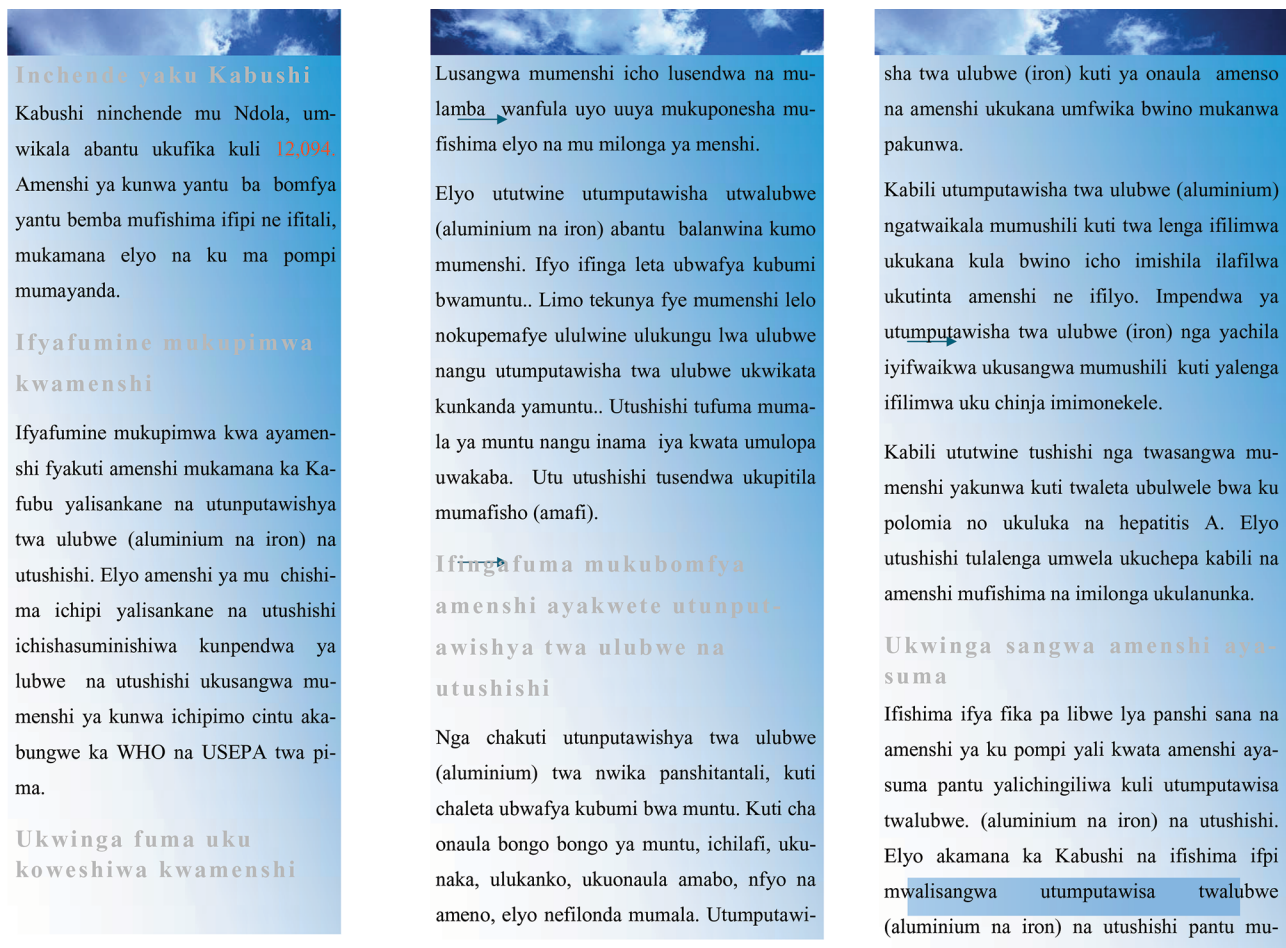 Inchende yaku Kabushi
Kabushi ninchende mu Ndola, um-
wikala abantu ukufika kuli 12,094.
Amenshi ya kunwa yantu ba bomfya
yantu bemba mufishima ifipi ne ifitali,
mukamana elyo na ku ma pompi
mumayanda.
Ifyafumine mukupimwa
kwamenshi
Ifyafumine mukupimwa kwa ayamen-
shi fyakuti amenshi mukamana ka Ka-
fubu yalisankane na utunputawishya
twa ulubwe (aluminium na iron) na
utushishi. Elyo amenshi ya mu chishi-
ma ichipi yalisankane na utushishi
ichishasuminishiwa kunpendwa ya
lubwe na utushishi ukusangwa mu-
menshi ya kunwa ichipimo cintu aka-
bungwe ka WHO na USEPA twa pi-
ma.
Ukwinga fuma uku
koweshiwa kwamenshi
Lusangwa mumenshi icho lusendwa na mu-
lamba wanfula uyo uuya mukuponesha mu-
fishima elyo na mu milonga ya menshi.
Elyo ututwine utumputawisha utwalubwe
(aluminium na iron) abantu balanwina kumo
mumenshi. Ifyo ifinga leta ubwafya kubumi
bwamuntu.. Limo tekunya fye mumenshi lelo
nokupemafye ululwine ulukungu lwa ulubwe
nangu utumputawisha twa ulubwe ukwikata
kunkanda yamuntu.. Utushishi tufuma muma-
la ya muntu nangu inama iya kwata umulopa
uwakaba. Utu utushishi tusendwa ukupitila
mumafisho (amafi).
Ifingafuma mukubomfya
amenshi ayakwete utunput-
awishya twa ulubwe na
utushishi
Nga chakuti utunputawishya twa ulubwe
(aluminium) twa nwika panshitantali, kuti
chaleta ubwafya kubumi bwa muntu. Kuti cha
onaula bongo bongo ya muntu, ichilafi, uku-
naka, ulukanko, ukuonaula amabo, nfyo na
ameno, elyo nefilonda mumala. Utumputawi-
sha twa ulubwe (iron) kuti ya onaula amenso
na amenshi ukukana umfwika bwino mukanwa
pakunwa.
Kabili utumputawisha twa ulubwe (aluminium)
ngatwaikala mumushili kuti twa lenga ifilimwa
ukukana kula bwino icho imishila ilafilwa
ukutinta amenshi ne ifilyo. Impendwa ya
utumputawisha twa ulubwe (iron) nga yachila
iyifwaikwa ukusangwa mumushili kuti yalenga
ifilimwa uku chinja imimonekele.
Kabili ututwine tushishi nga twasangwa mu-
menshi yakunwa kuti twaleta ubulwele bwa ku
polomia no ukuluka na hepatitis A. Elyo
utushishi tulalenga umwela ukuchepa kabili na
amenshi mufishima na imilonga ukulanunka.
Ukwinga sangwa amenshi aya-
suma
Ifishima ifya fika pa libwe lya panshi sana na
amenshi ya ku pompi yali kwata amenshi aya-
suma pantu yalichingiliwa kuli utumputawisa
twalubwe. (aluminium na iron) na utushishi.
Elyo akamana ka Kabushi na ifishima ifpi
mwalisangwa utumputawisa twalubwe
(aluminium na iron) na utushishi pantu mu-